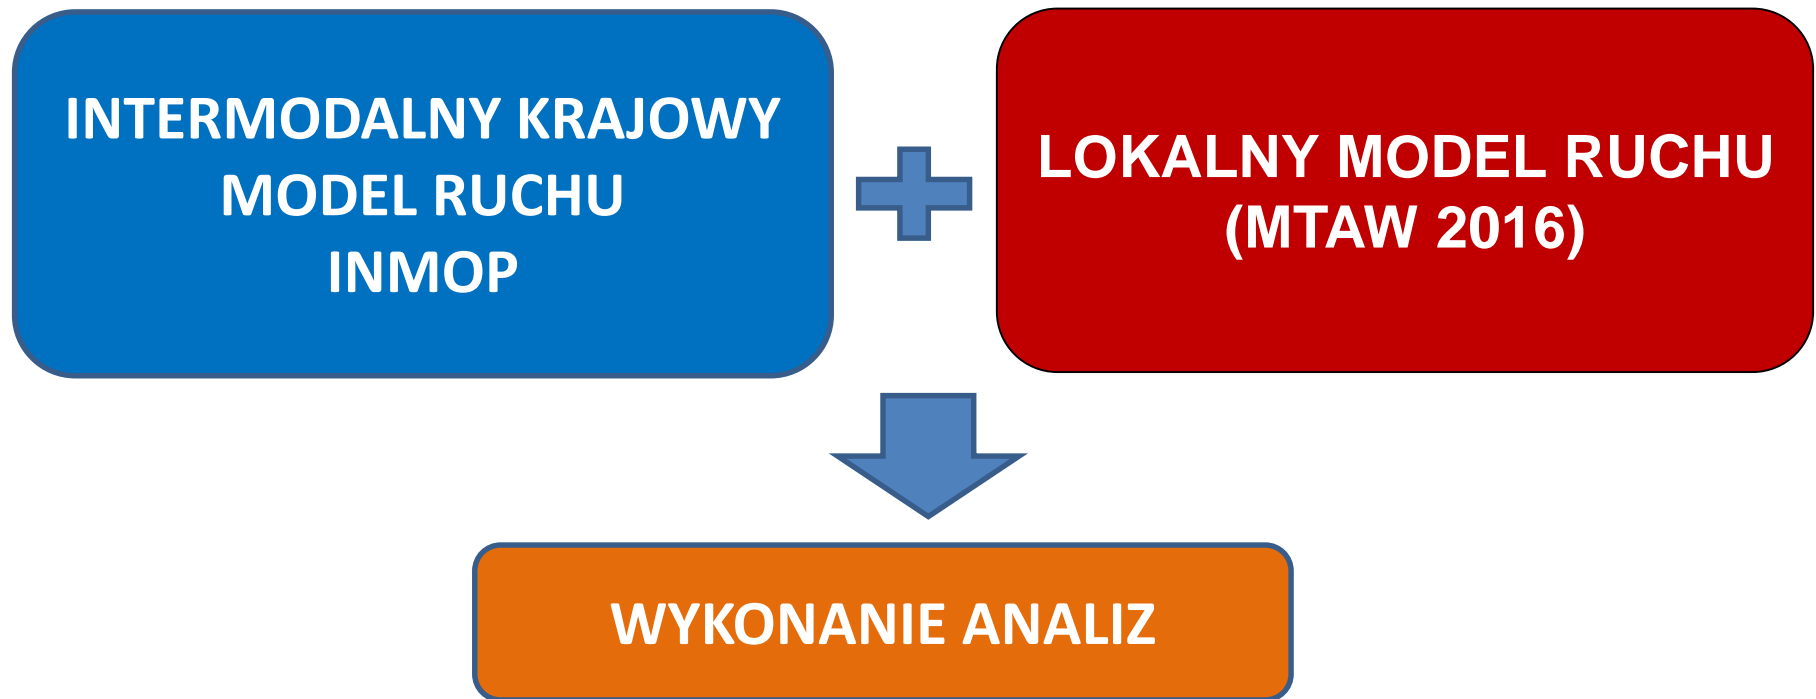 INTERMODALNY KRAJOWY
MODEL RUCHU
INMOP
LOKALNY MODEL RUCHU
(MTAW 2016)
WYKONANIE ANALIZ